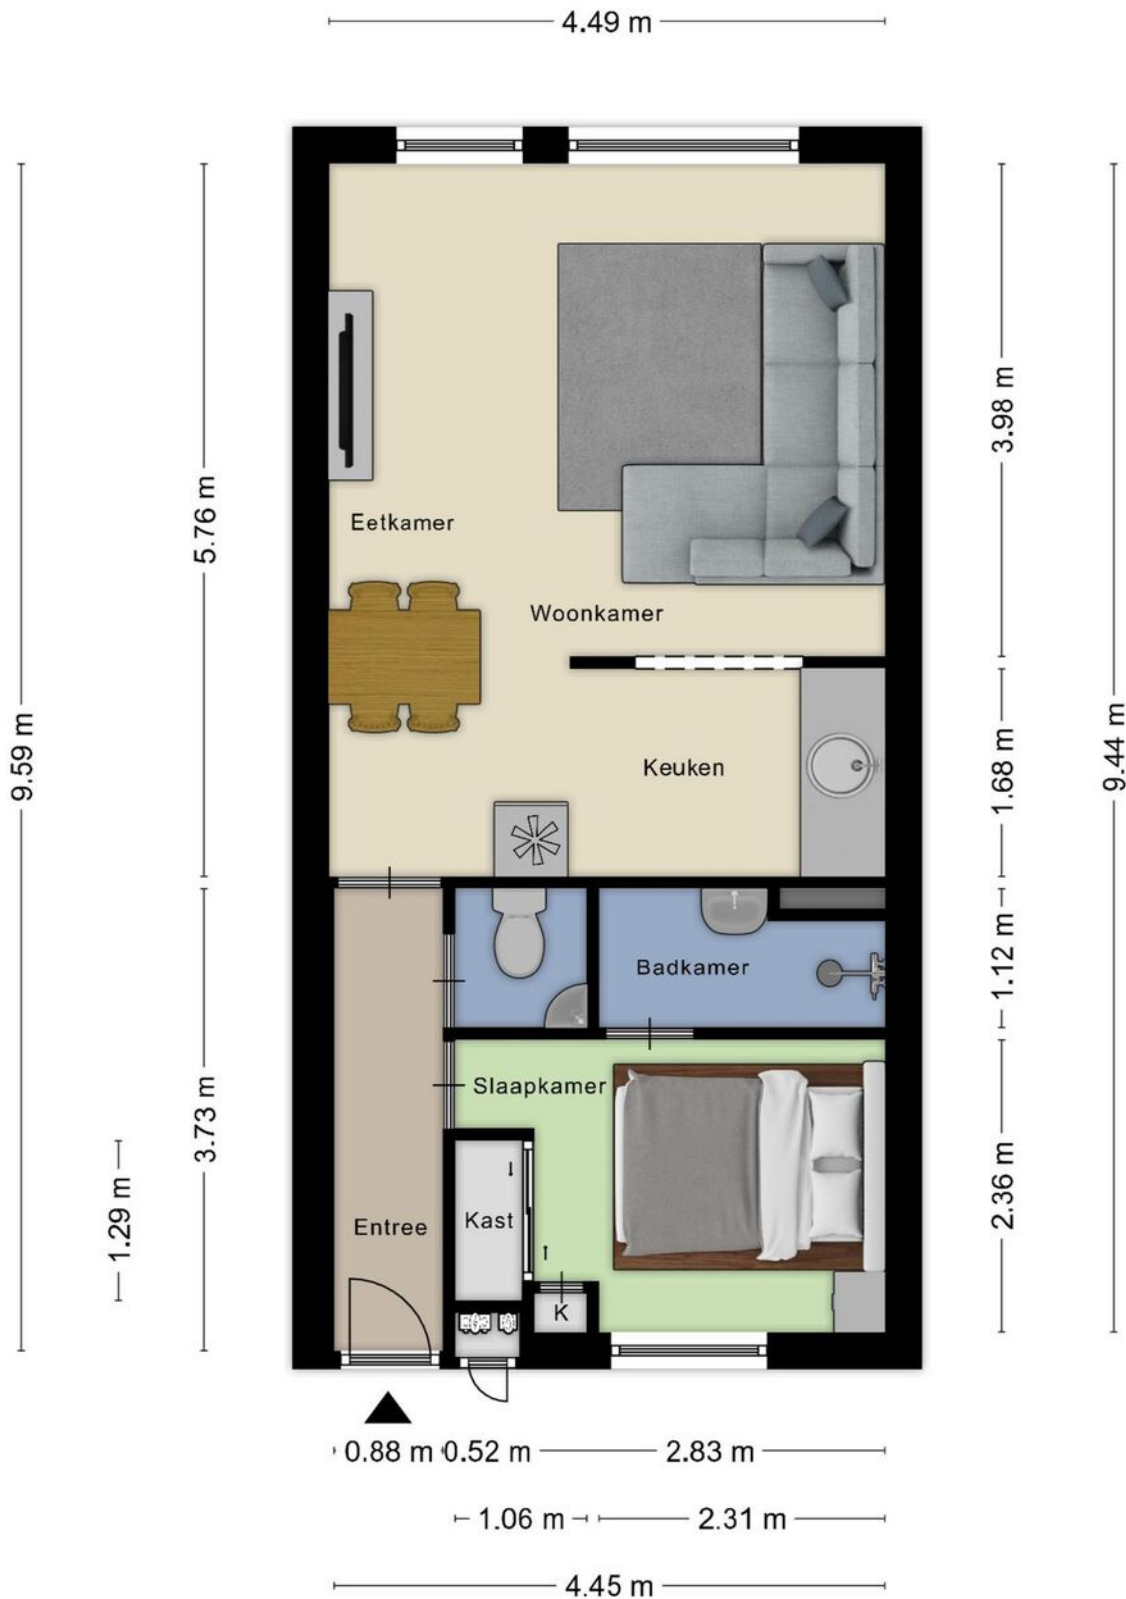 4.49 m
3.98 m
5.76 m
Eetkamer
Woonkamer
9.59 m
9.44 m
1.68 m
Keuken
1.12 m
Badkamer
Slaapkamer
3.73 m
1.29 m
2.36 m
Kast
Entree
K
0.88 m 0.52 m 2.83 m
1.06 m 2.31 m
4.45 m